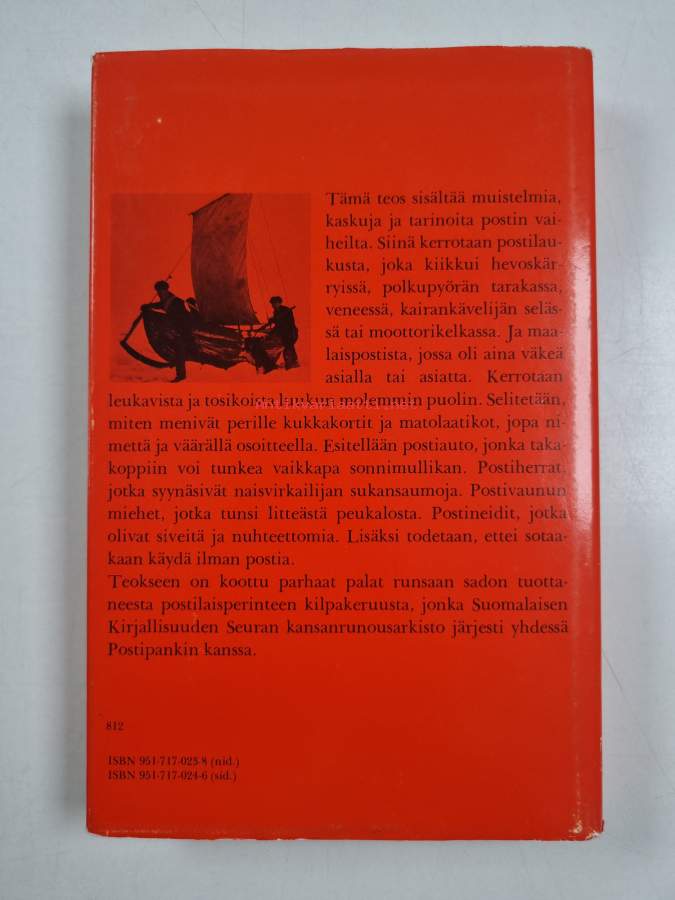 Tämä teos sisältää muistelmia,
kaskuja ja tarinoita postin vai-
heilta. Siinä kerrotaan postilau-
kusta, joka kiikkui hevoskär-
ryissä, polkupyörän tarakassa,
veneessä, kairankävelijän seläs-
sä tai moottorikelkassa. Ja maa-
laispostista, jossa oli aina väkeä
asialla tai asiatta. Kerrotaan
leukavista ja tosikoista luukun molemmin puolin. Selitetään,
antikvariaatti.net
miten menivät perille kukkakortit ja matolaatikot, jopa ni-
mettä ja väärällä osoitteella. Esitellään postiauto, jonka taka-
koppiin voi tunkea vaikkapa sonnimullikan. Postiherrat,
jotka syynäsivät naisvirkailijan sukansaumoja. Postivaunun
miehet, jotka tunsi litteästä peukalosta. Postineidit, jotka
olivat siveitä ja nuhteettomia. Lisäksi todetaan, ettei sotaa-
kaan käydä ilman postia.
Teokseen on koottu parhaat palat runsaan sadon tuotta-
neesta postilaisperinteen kilpakeruusta, jonka Suomalaisen
Kirjallisuuden Seuran kansanrunousarkisto järjesti yhdessä
Postipankin kanssa.
812
ISBN 951-717-023-8 (nid.)
ISBN 951-717-024-6 (sid.)